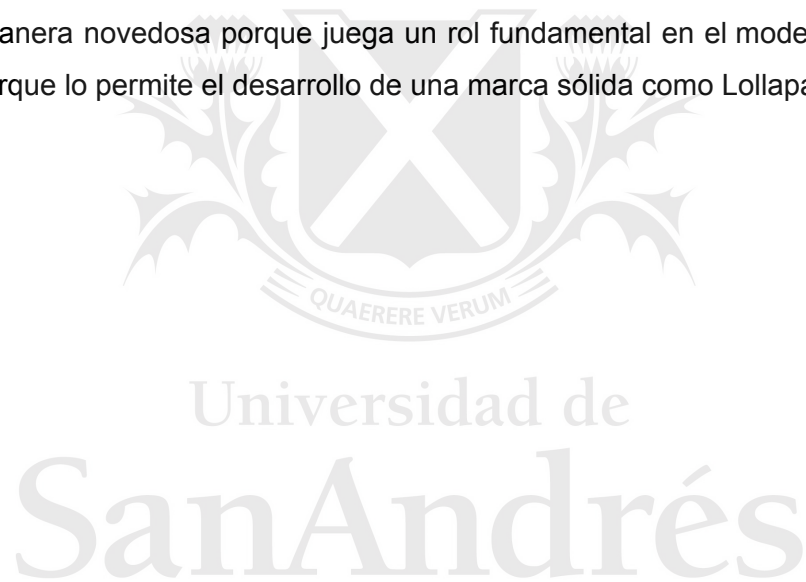 anera novedosa porque juega un rol fundamental en el mode
rque lo permite el desarrollo de una marca sólida como Lollapa
QUAERERE VERUM
Universidad de
SanAndrés